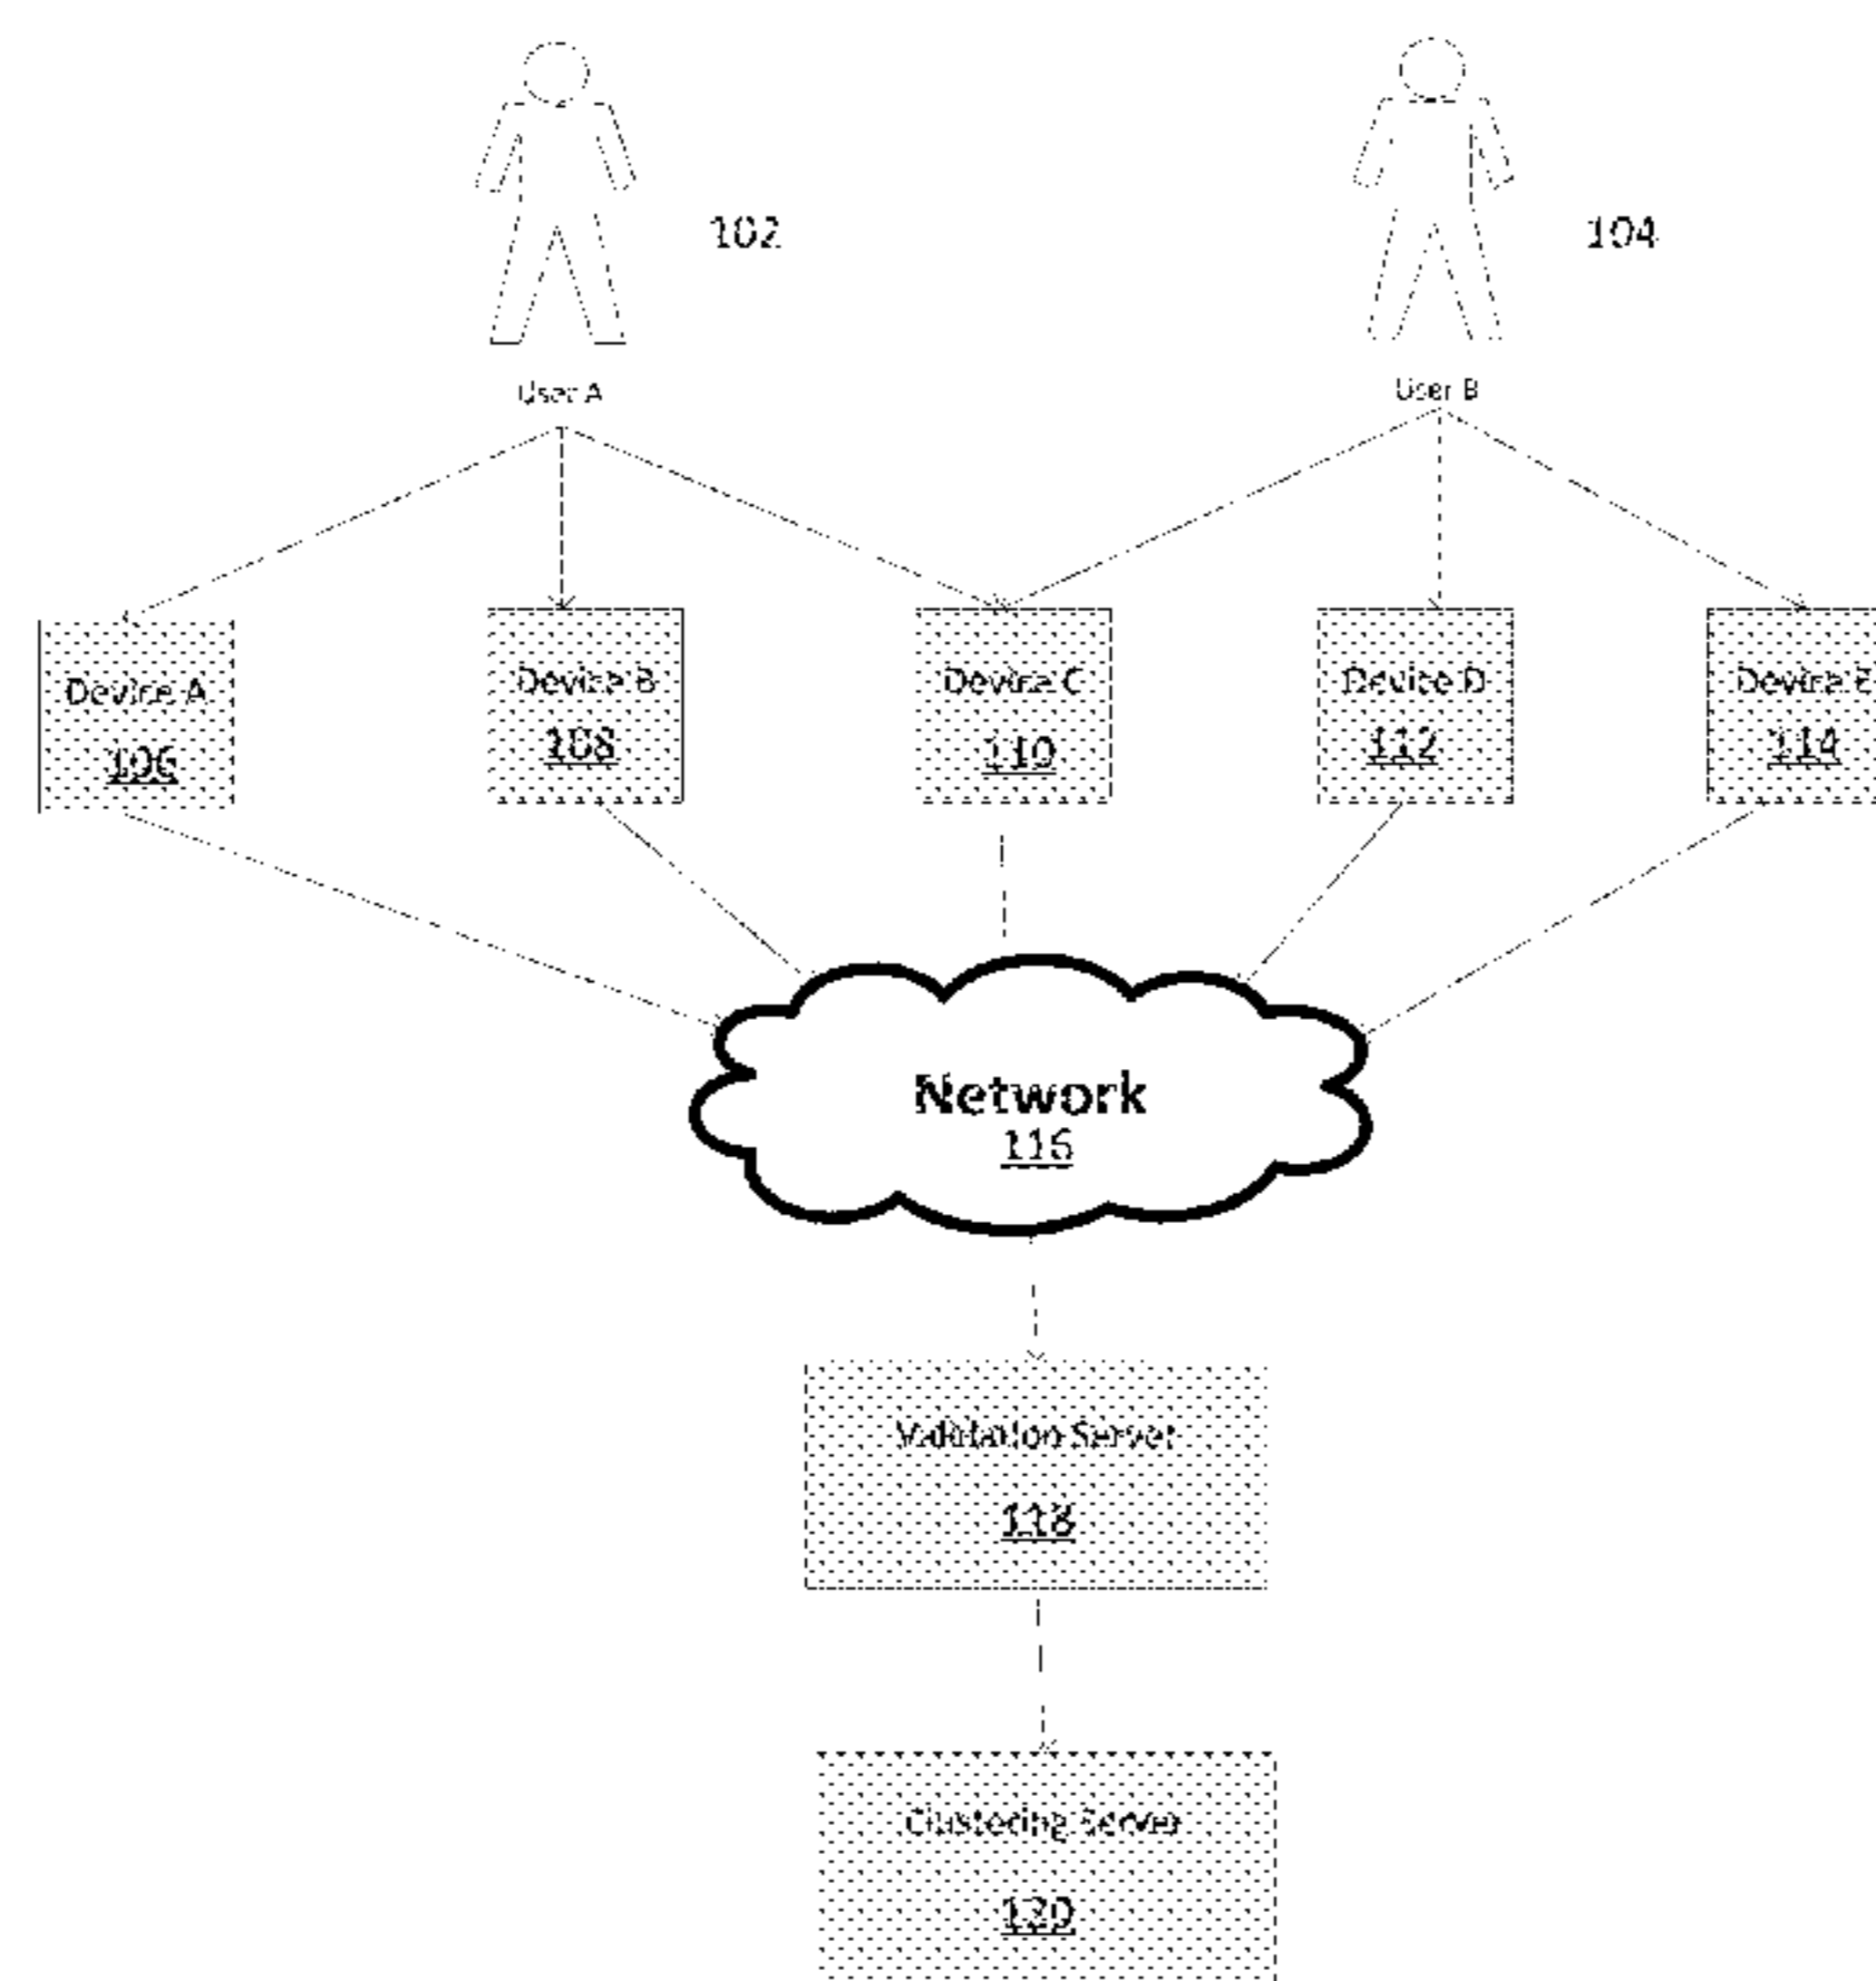 102
104
User A
User B
Device A
106
Device B
108
Device C
110
Device D
112
Device E
114
Network
116
Validation Server
118
Clustering Server
120